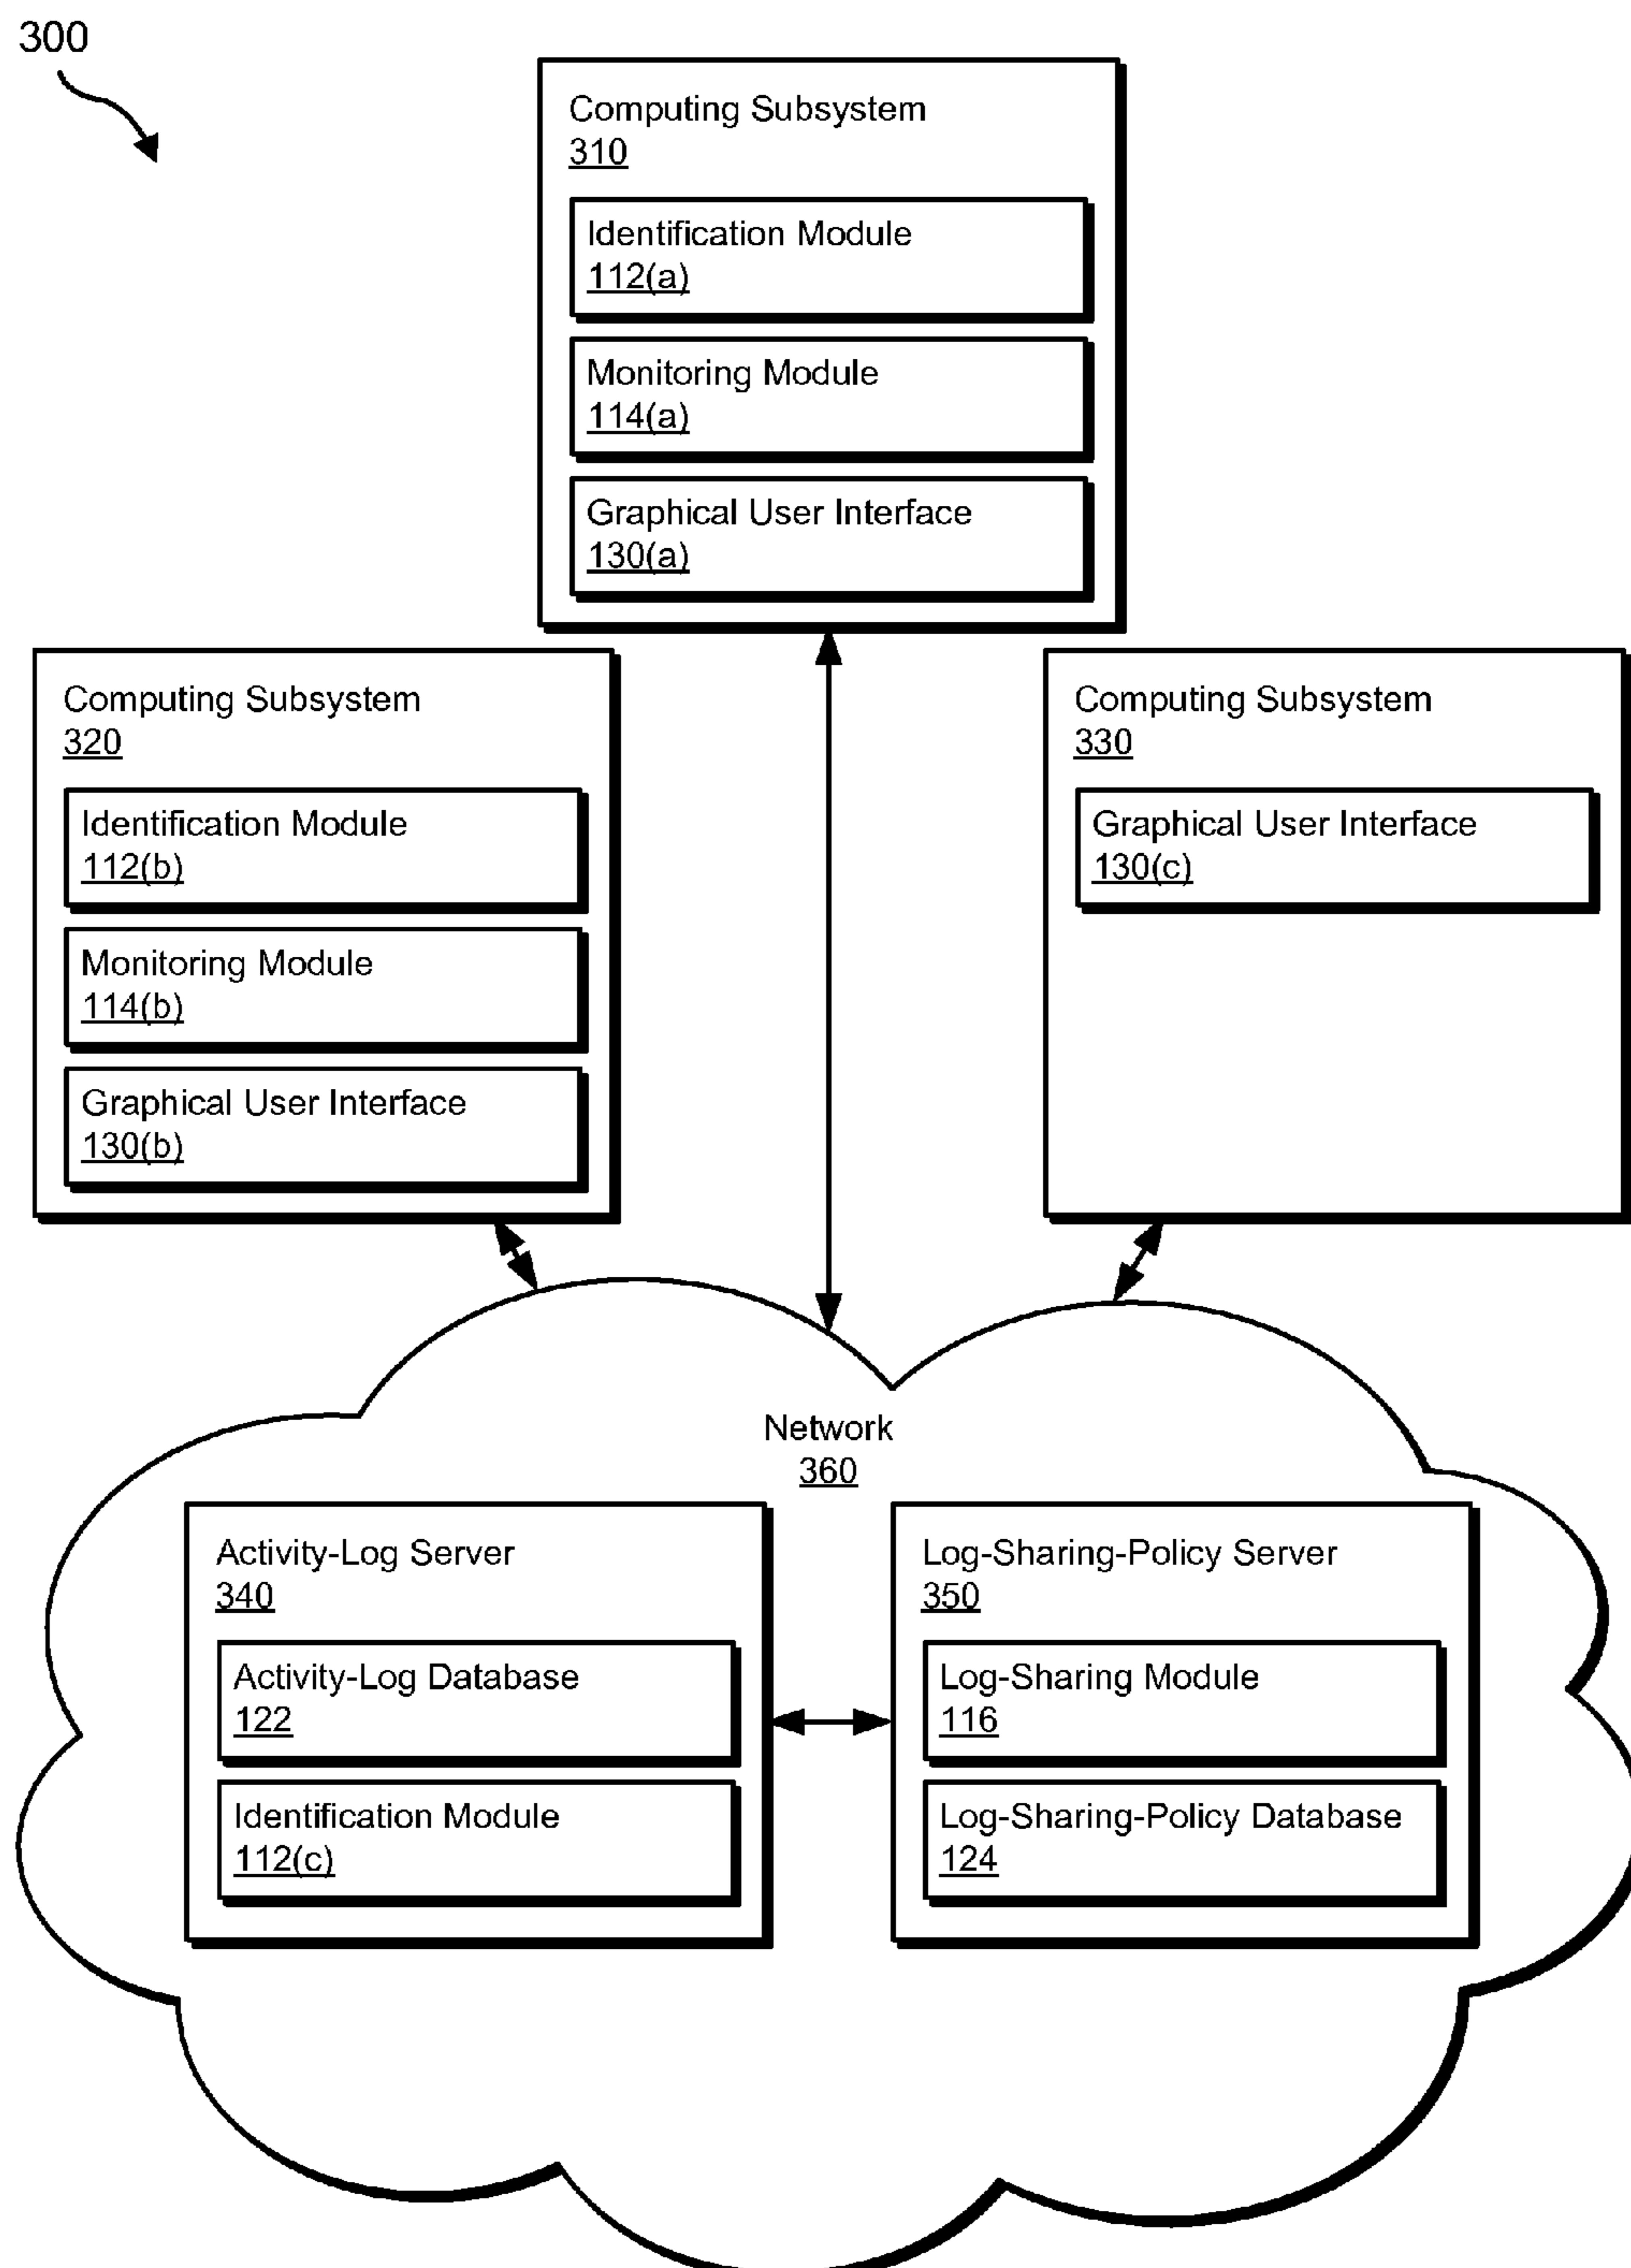 300
Computing Subsystem
310
Identification Module
112(a)
Monitoring Module
114(a)
Graphical User Interface
130(a)
Computing Subsystem
320
Identification Module
112(b)
Monitoring Module
114(b)
Graphical User Interface
130(b)
Computing Subsystem
330
Graphical User Interface
130(c)
Network
360
Activity-Log Server
340
Activity-Log Database
122
Identification Module
112(c)
Log-Sharing-Policy Server
350
Log-Sharing Module
116
Log-Sharing-Policy Database
124